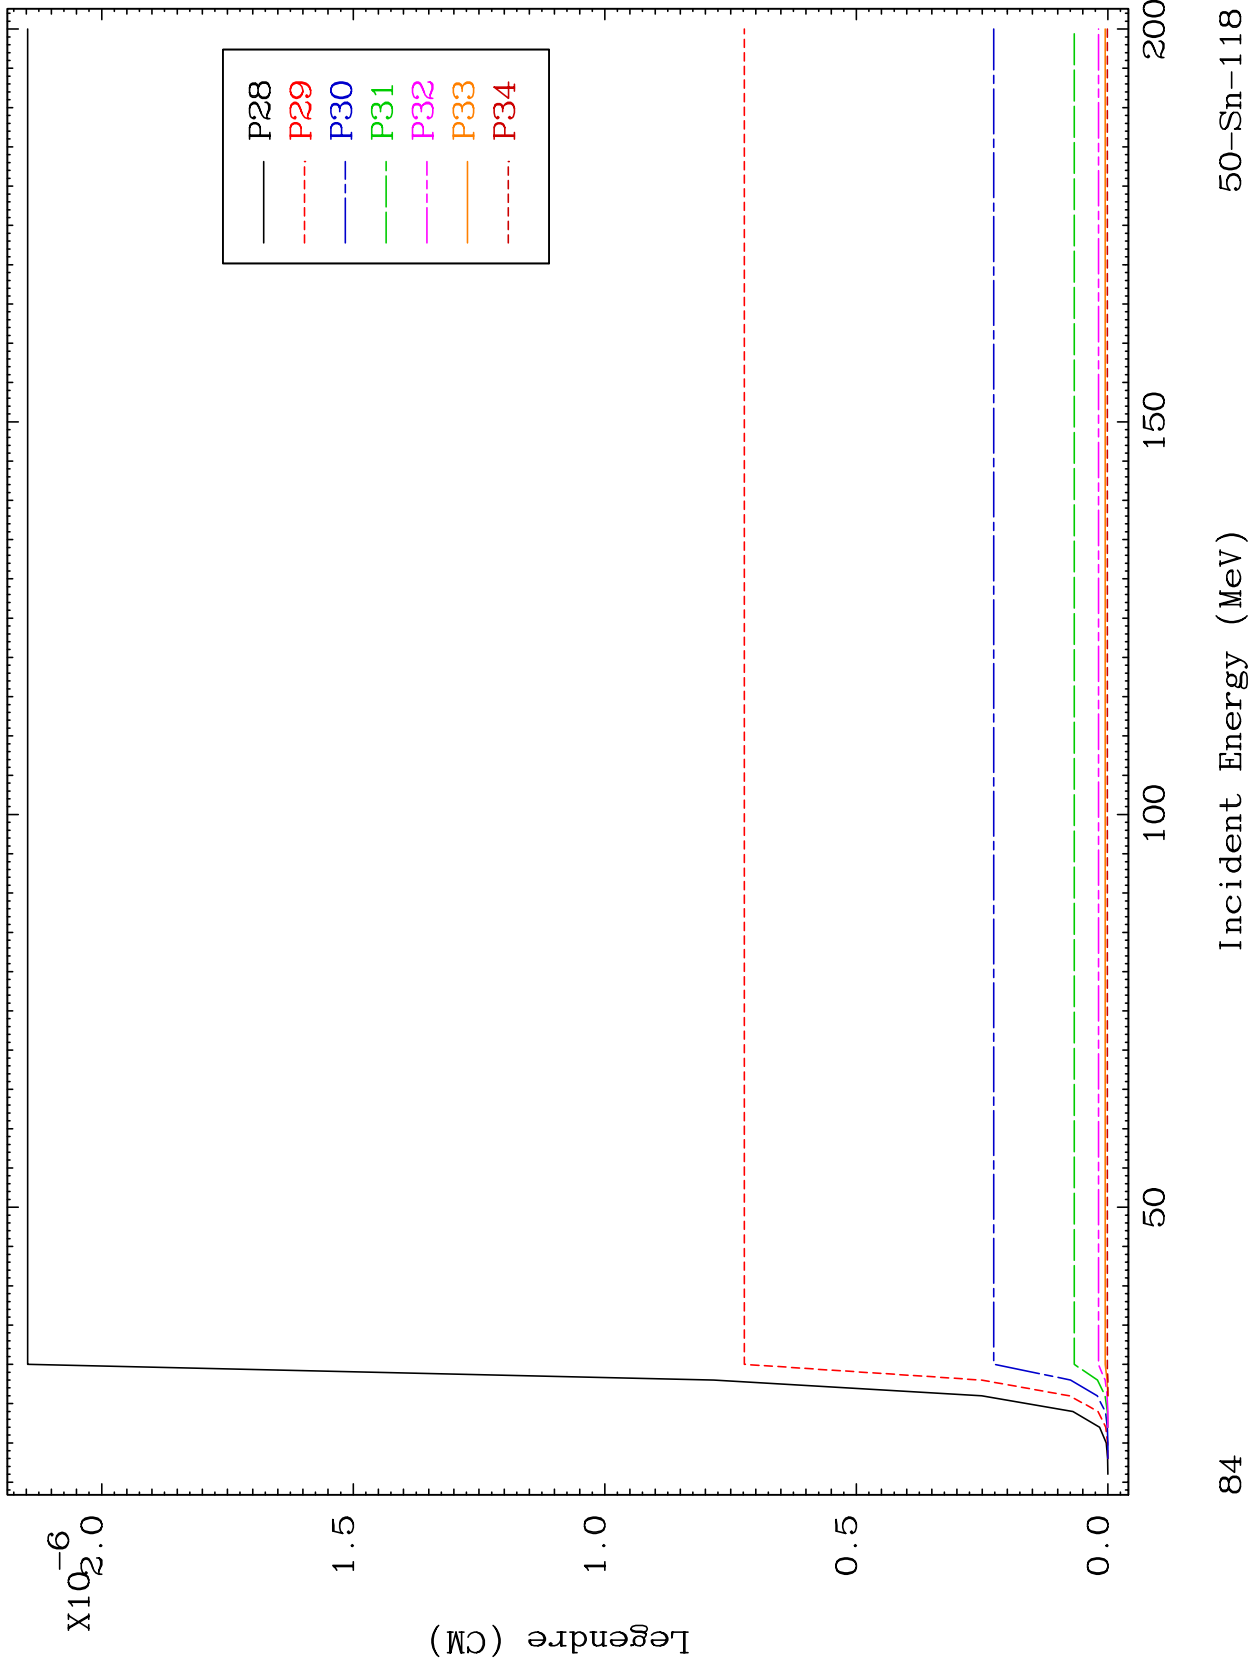 X10-6
2.0
1.5
1.0
0.5
0.0
Legendre (CM)
P28
P29
P30
P31
P32
P33
P34
50
100
150
200
Incident Energy (MeV)
84
50-Sn-118